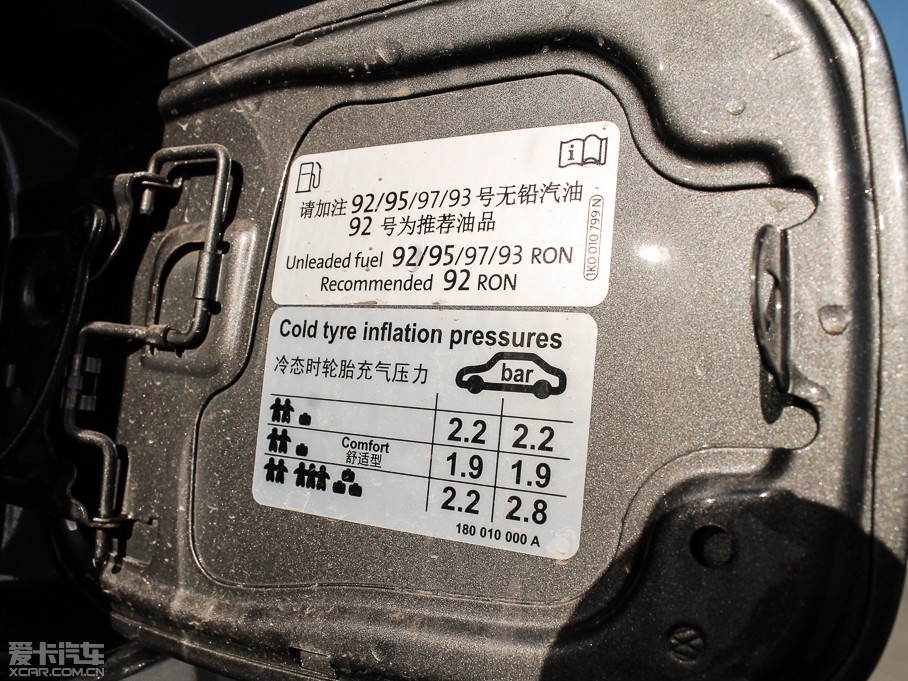 请加注 92/95/97/93 号无铅汽油
92 号为推荐油品
Unleaded fuel 92/95/97/93 RON
Recommended 92 RON
1K0 010 799 N
Cold tyre inflation pressures
冷态时轮胎充气压力
bar
2.2 2.2
Comfort
舒适型
1.9 1.9
2.2 2.8
180 010 000 A
爱卡汽车
XCAR.COM.CN